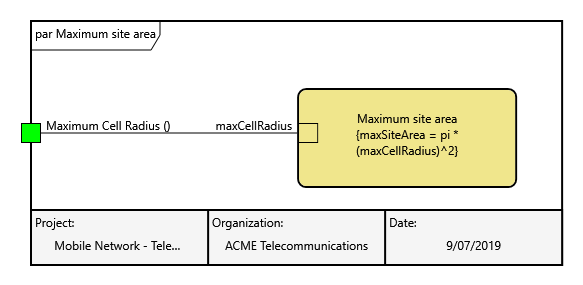 par Maximum site area
Maximum Cell Radius ()
maxCellRadius
Maximum site area
{maxSiteArea = pi *
(maxCellRadius)^2}
Project:
Mobile Network - Tele...
Organization:
ACME Telecommunications
Date:
9/07/2019